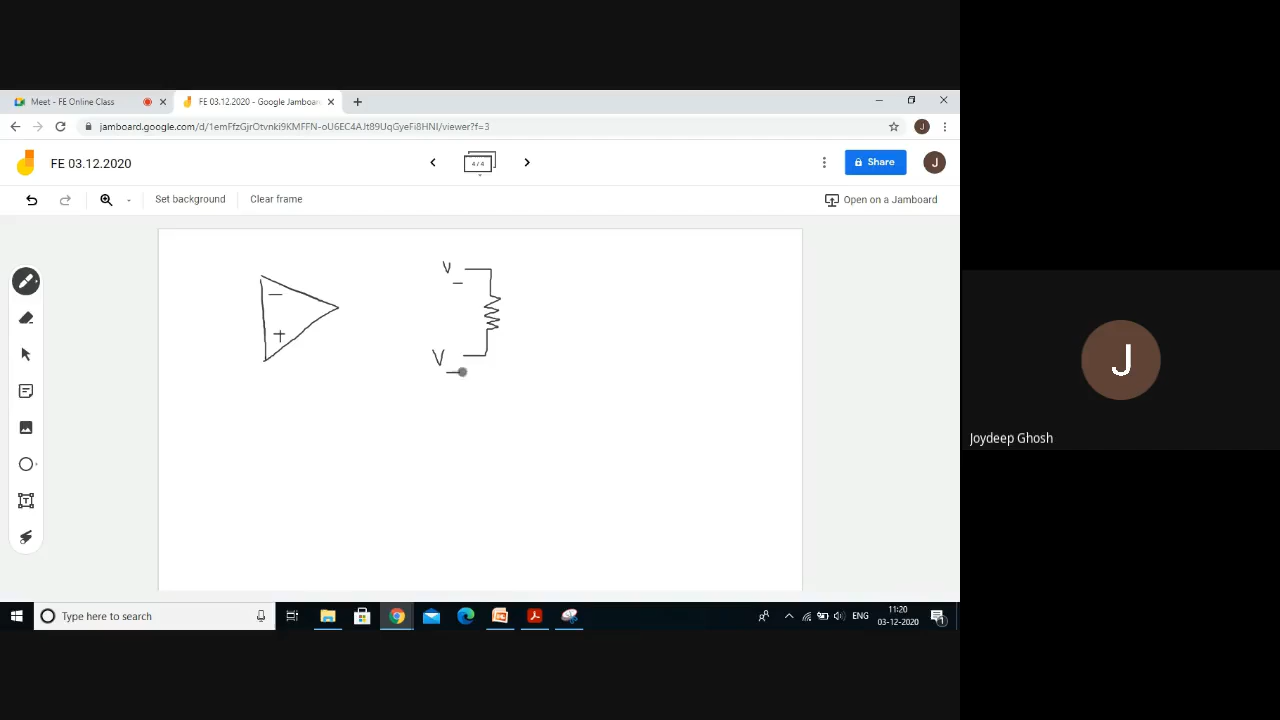 Meet - FE Online Class
FE 03.12.2020 - Google Jamboar
jamboard.google.com/d/1emFfzGjrOtvnki9KMFFN-oU6EC4AJt89UqGyeFi8HNI/viewer?f=3
J
FE 03.12.2020
4 / 4
Share
J
Set background
Clear frame
Open on a Jamboard
−
+
V
−
V
−
T
J
Joydeep Ghosh
Type here to search
ENG
11:20
03-12-2020
1